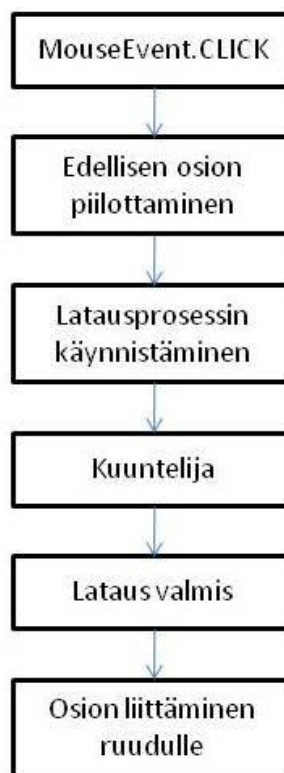 MouseEvent.CLICK
Edellisen osion
piilottaminen
Latausprosessin
käynnistäminen
Kuuntelija
Lataus valmis
Osion liittäminen
ruudulle